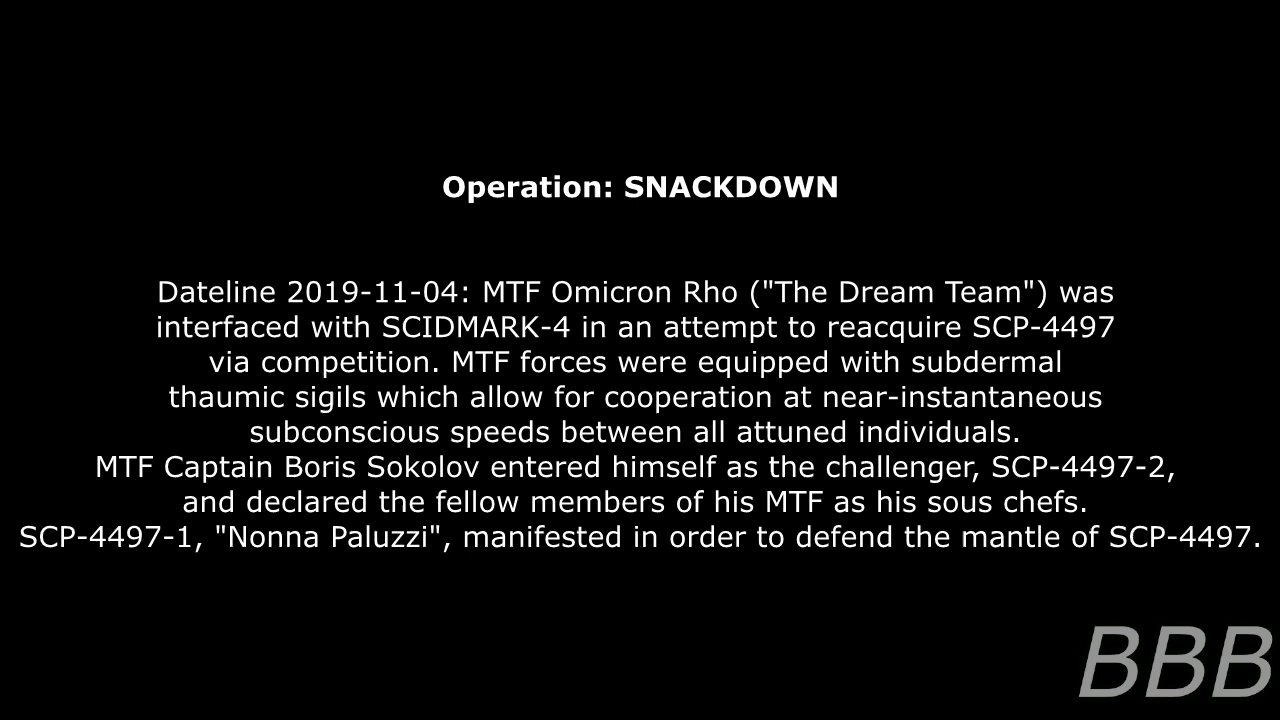 Operation: SNACKDOWN
Dateline 2019-11-04: MTF Omicron Rho ("The Dream Team") was
interfaced with SCIDMARK-4 in an attempt to reacquire SCP-4497
via competition. MTF forces were equipped with subdermal
thaumic sigils which allow for cooperation at near-instantaneous
subconscious speeds between all attuned individuals.
MTF Captain Boris Sokolov entered himself as the challenger, SCP-4497-2,
and declared the fellow members of his MTF as his sous chefs.
SCP-4497-1, "Nonna Paluzzi", manifested in order to defend the mantle of SCP-4497.
BBB